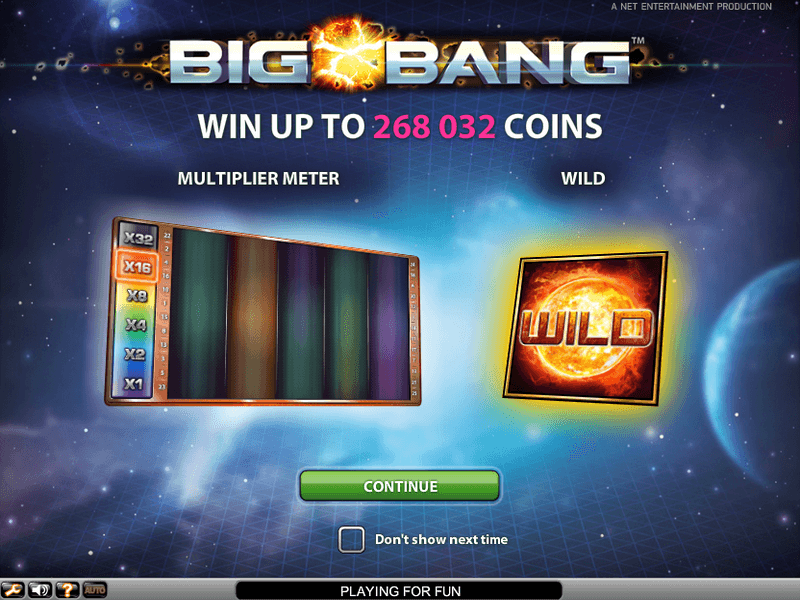 A NET ENTERTAINMENT PRODUCTION
BIG BANG™
WIN UP TO 268 032 COINS
MULTIPLIER METER
WILD
X32
X16
X8
X4
X2
X1
WILD
CONTINUE
Don't show next time
?
AUTO
PLAYING FOR FUN